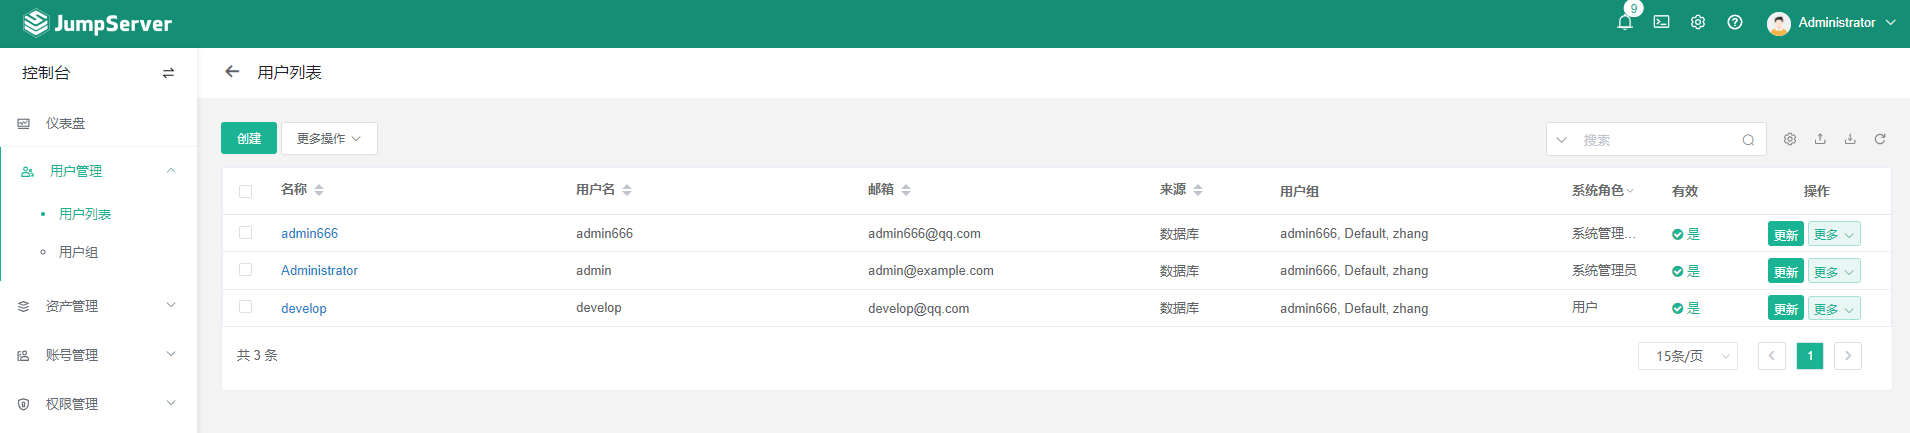 JumpServer
9
Administrator
控制台
用户列表
仪表盘
创建
更多操作
搜索
用户管理
用户列表
用户组
资产管理
账号管理
权限管理
名称 用户名 邮箱 来源 用户组 系统角色 有效 操作
admin666 admin666 admin666@qq.com 数据库 admin666, Default, zhang 系统管理... 是 更新 更多
Administrator admin admin@example.com 数据库 admin666, Default, zhang 系统管理员 是 更新 更多
develop develop develop@qq.com 数据库 admin666, Default, zhang 用户 是 更新 更多
共 3 条
15条/页
1